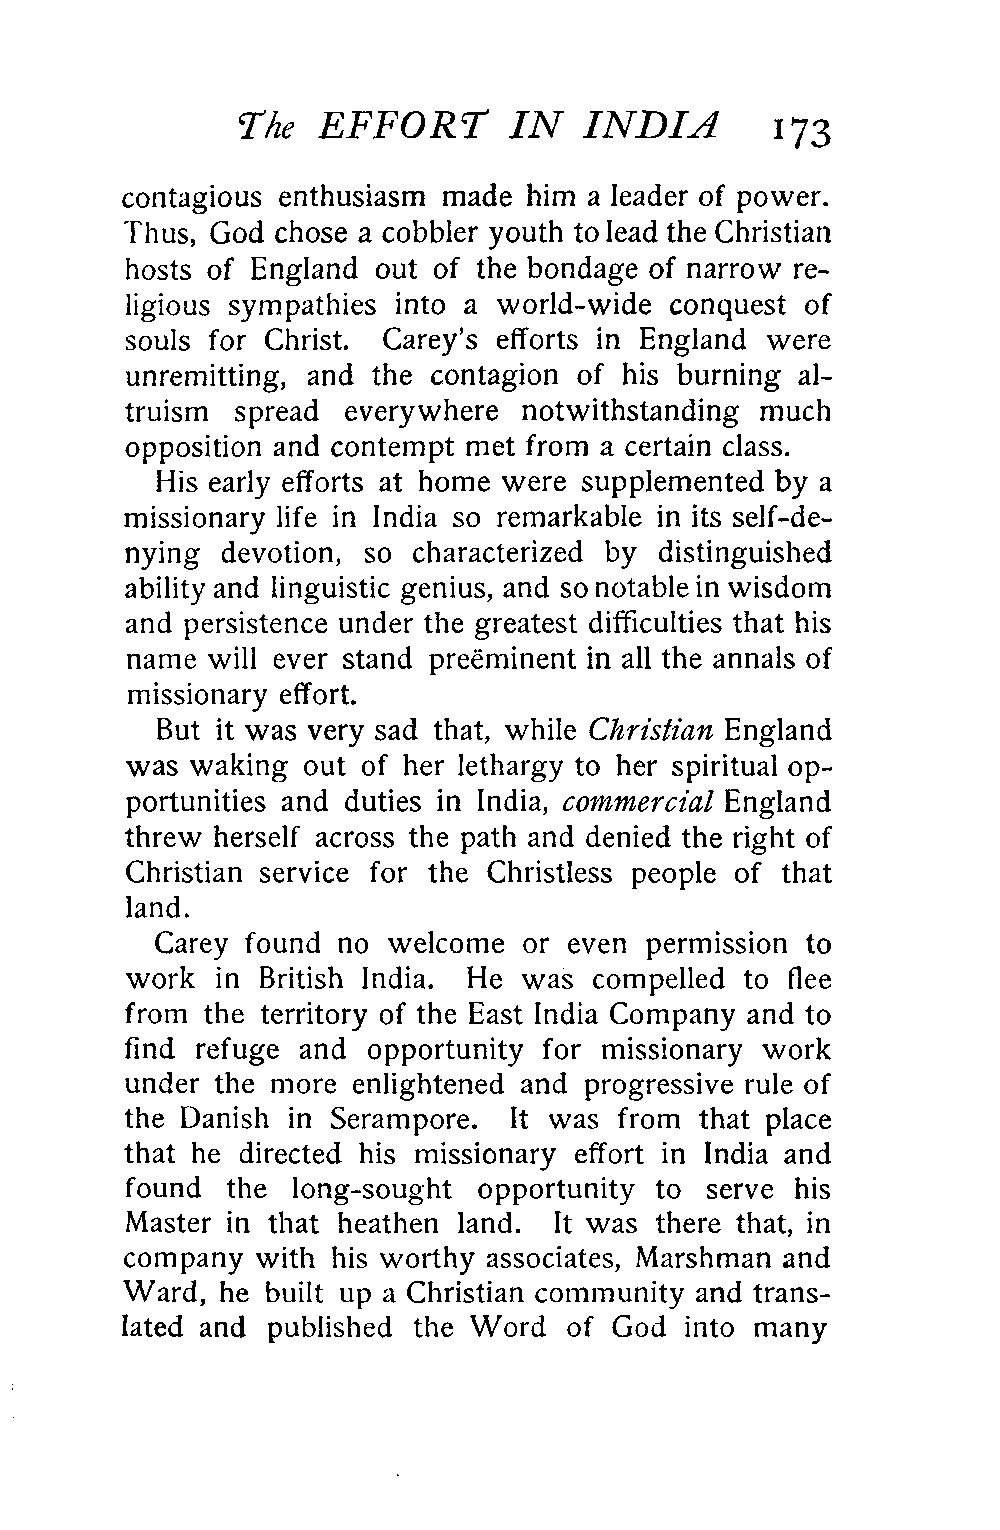 The EFFORT IN INDIA 173
contagious enthusiasm made him a leader of power.
Thus, God chose a cobbler youth to lead the Christian
hosts of England out of the bondage of narrow re-
ligious sympathies into a world-wide conquest of
souls for Christ. Carey's efforts in England were
unremitting, and the contagion of his burning al-
truism spread everywhere notwithstanding much
opposition and contempt met from a certain class.
His early efforts at home were supplemented by a
missionary life in India so remarkable in its self-de-
nying devotion, so characterized by distinguished
ability and linguistic genius, and so notable in wisdom
and persistence under the greatest difficulties that his
name will ever stand preëminent in all the annals of
missionary effort.
But it was very sad that, while Christian England
was waking out of her lethargy to her spiritual op-
portunities and duties in India, commercial England
threw herself across the path and denied the right of
Christian service for the Christless people of that
land.
Carey found no welcome or even permission to
work in British India. He was compelled to flee
from the territory of the East India Company and to
find refuge and opportunity for missionary work
under the more enlightened and progressive rule of
the Danish in Serampore. It was from that place
that he directed his missionary effort in India and
found the long-sought opportunity to serve his
Master in that heathen land. It was there that, in
company with his worthy associates, Marshman and
Ward, he built up a Christian community and trans-
lated and published the Word of God into many